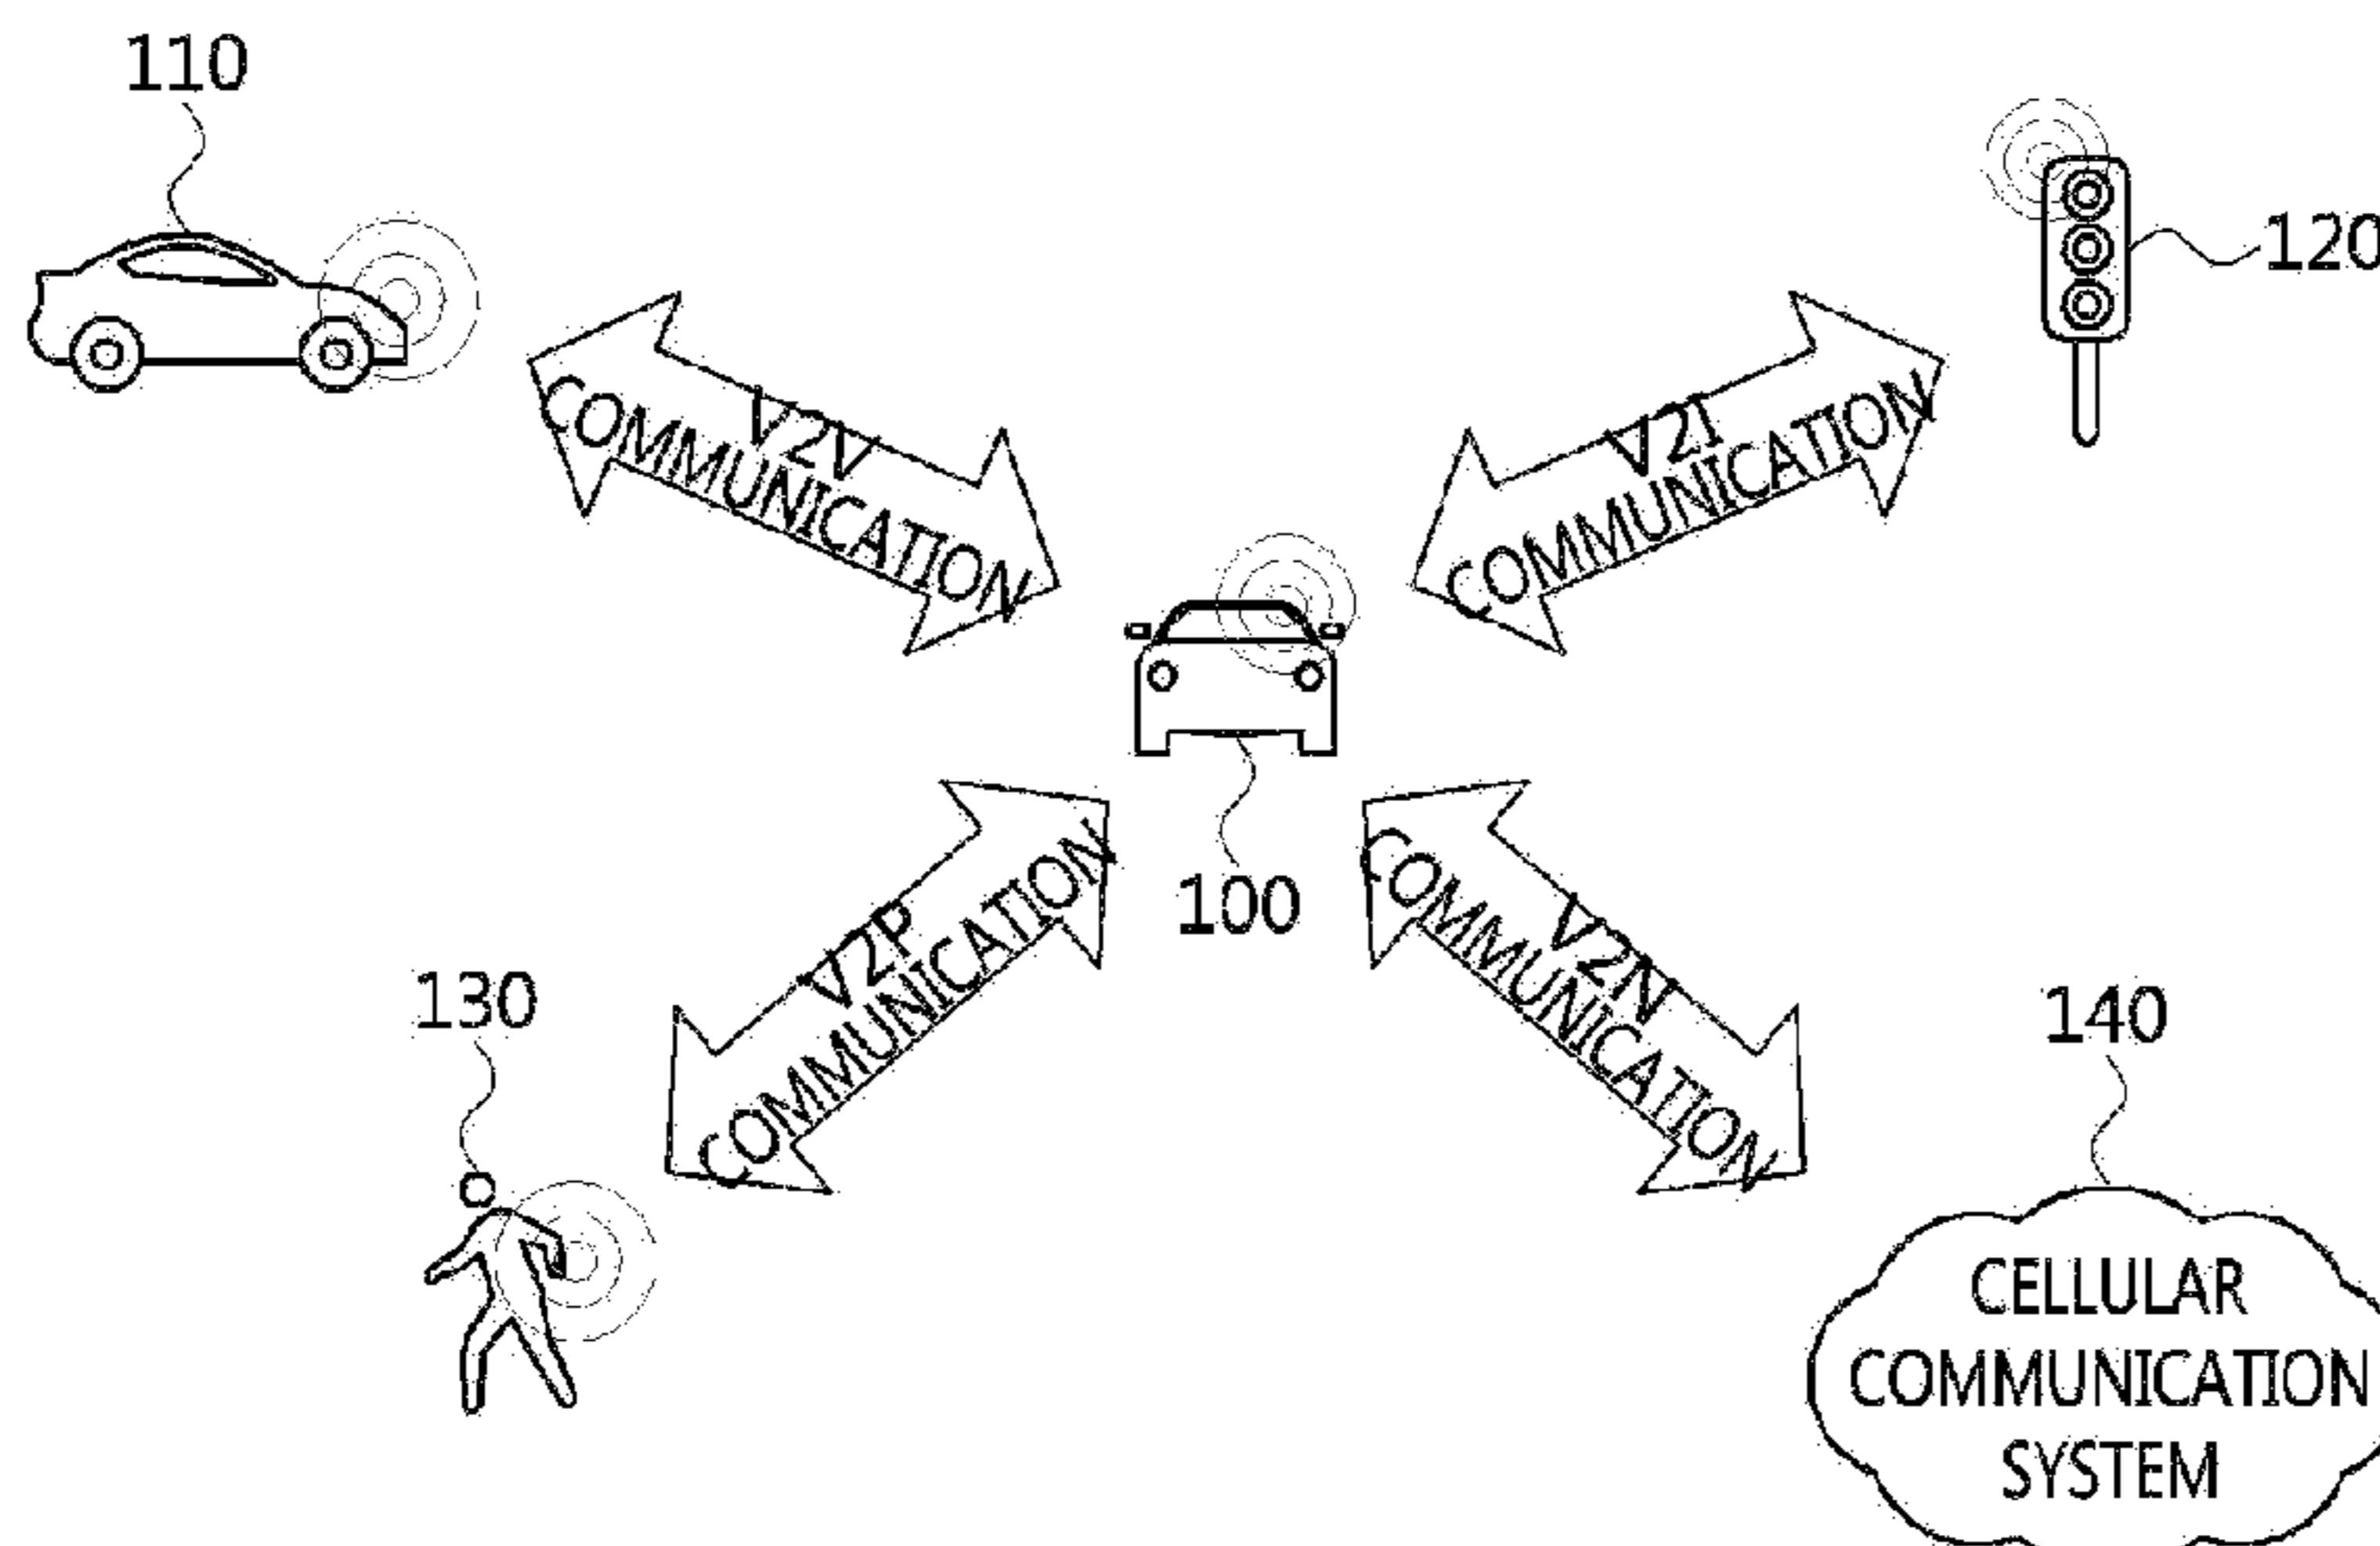 110
120
V2V
COMMUNICATION
V2I
COMMUNICATION
100
V2P
COMMUNICATION
V2N
COMMUNICATION
130
140
CELLULAR
COMMUNICATION
SYSTEM